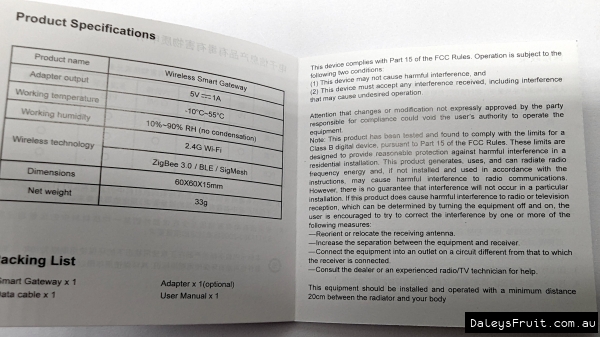 Product Specifications
Product name Wireless Smart Gateway
Adapter output 5V⎓1A
Working temperature -10°C~55°C
Working humidity 10%~90% RH (no condensation)
Wireless technology 2.4G Wi-Fi
ZigBee 3.0 / BLE / SigMesh
Dimensions 60X60X15mm
Net weight 33g
acking List
mart Gateway x 1 Adapter x 1(optional)
ata cable x 1 User Manual x 1
This device complies with Part 15 of the FCC Rules. Operation is subject to the
following two conditions:
(1) This device may not cause harmful interference, and
(2) This device must accept any interference received, including interference
that may cause undesired operation.
Attention that changes or modification not expressly approved by the party
responsible for compliance could void the user's authority to operate the
equipment.
Note: This product has been tested and found to comply with the limits for a
Class B digital device, pursuant to Part 15 of the FCC Rules. These limits are
designed to provide reasonable protection against harmful interference in a
residential installation. This product generates, uses, and can radiate radio
frequency energy and, if not installed and used in accordance with the
instructions, may cause harmful interference to radio communications.
However, there is no guarantee that interference will not occur in a particular
installation. If this product does cause harmful interference to radio or television
reception, which can be determined by turning the equipment off and on, the
user is encouraged to try to correct the interference by one or more of the
following measures:
—Reorient or relocate the receiving antenna.
—Increase the separation between the equipment and receiver.
—Connect the equipment into an outlet on a circuit different from that to which
the receiver is connected.
—Consult the dealer or an experienced radio/TV technician for help.
This equipment should be installed and operated with a minimum distance
20cm between the radiator and your body
DaleysFruit.com.au